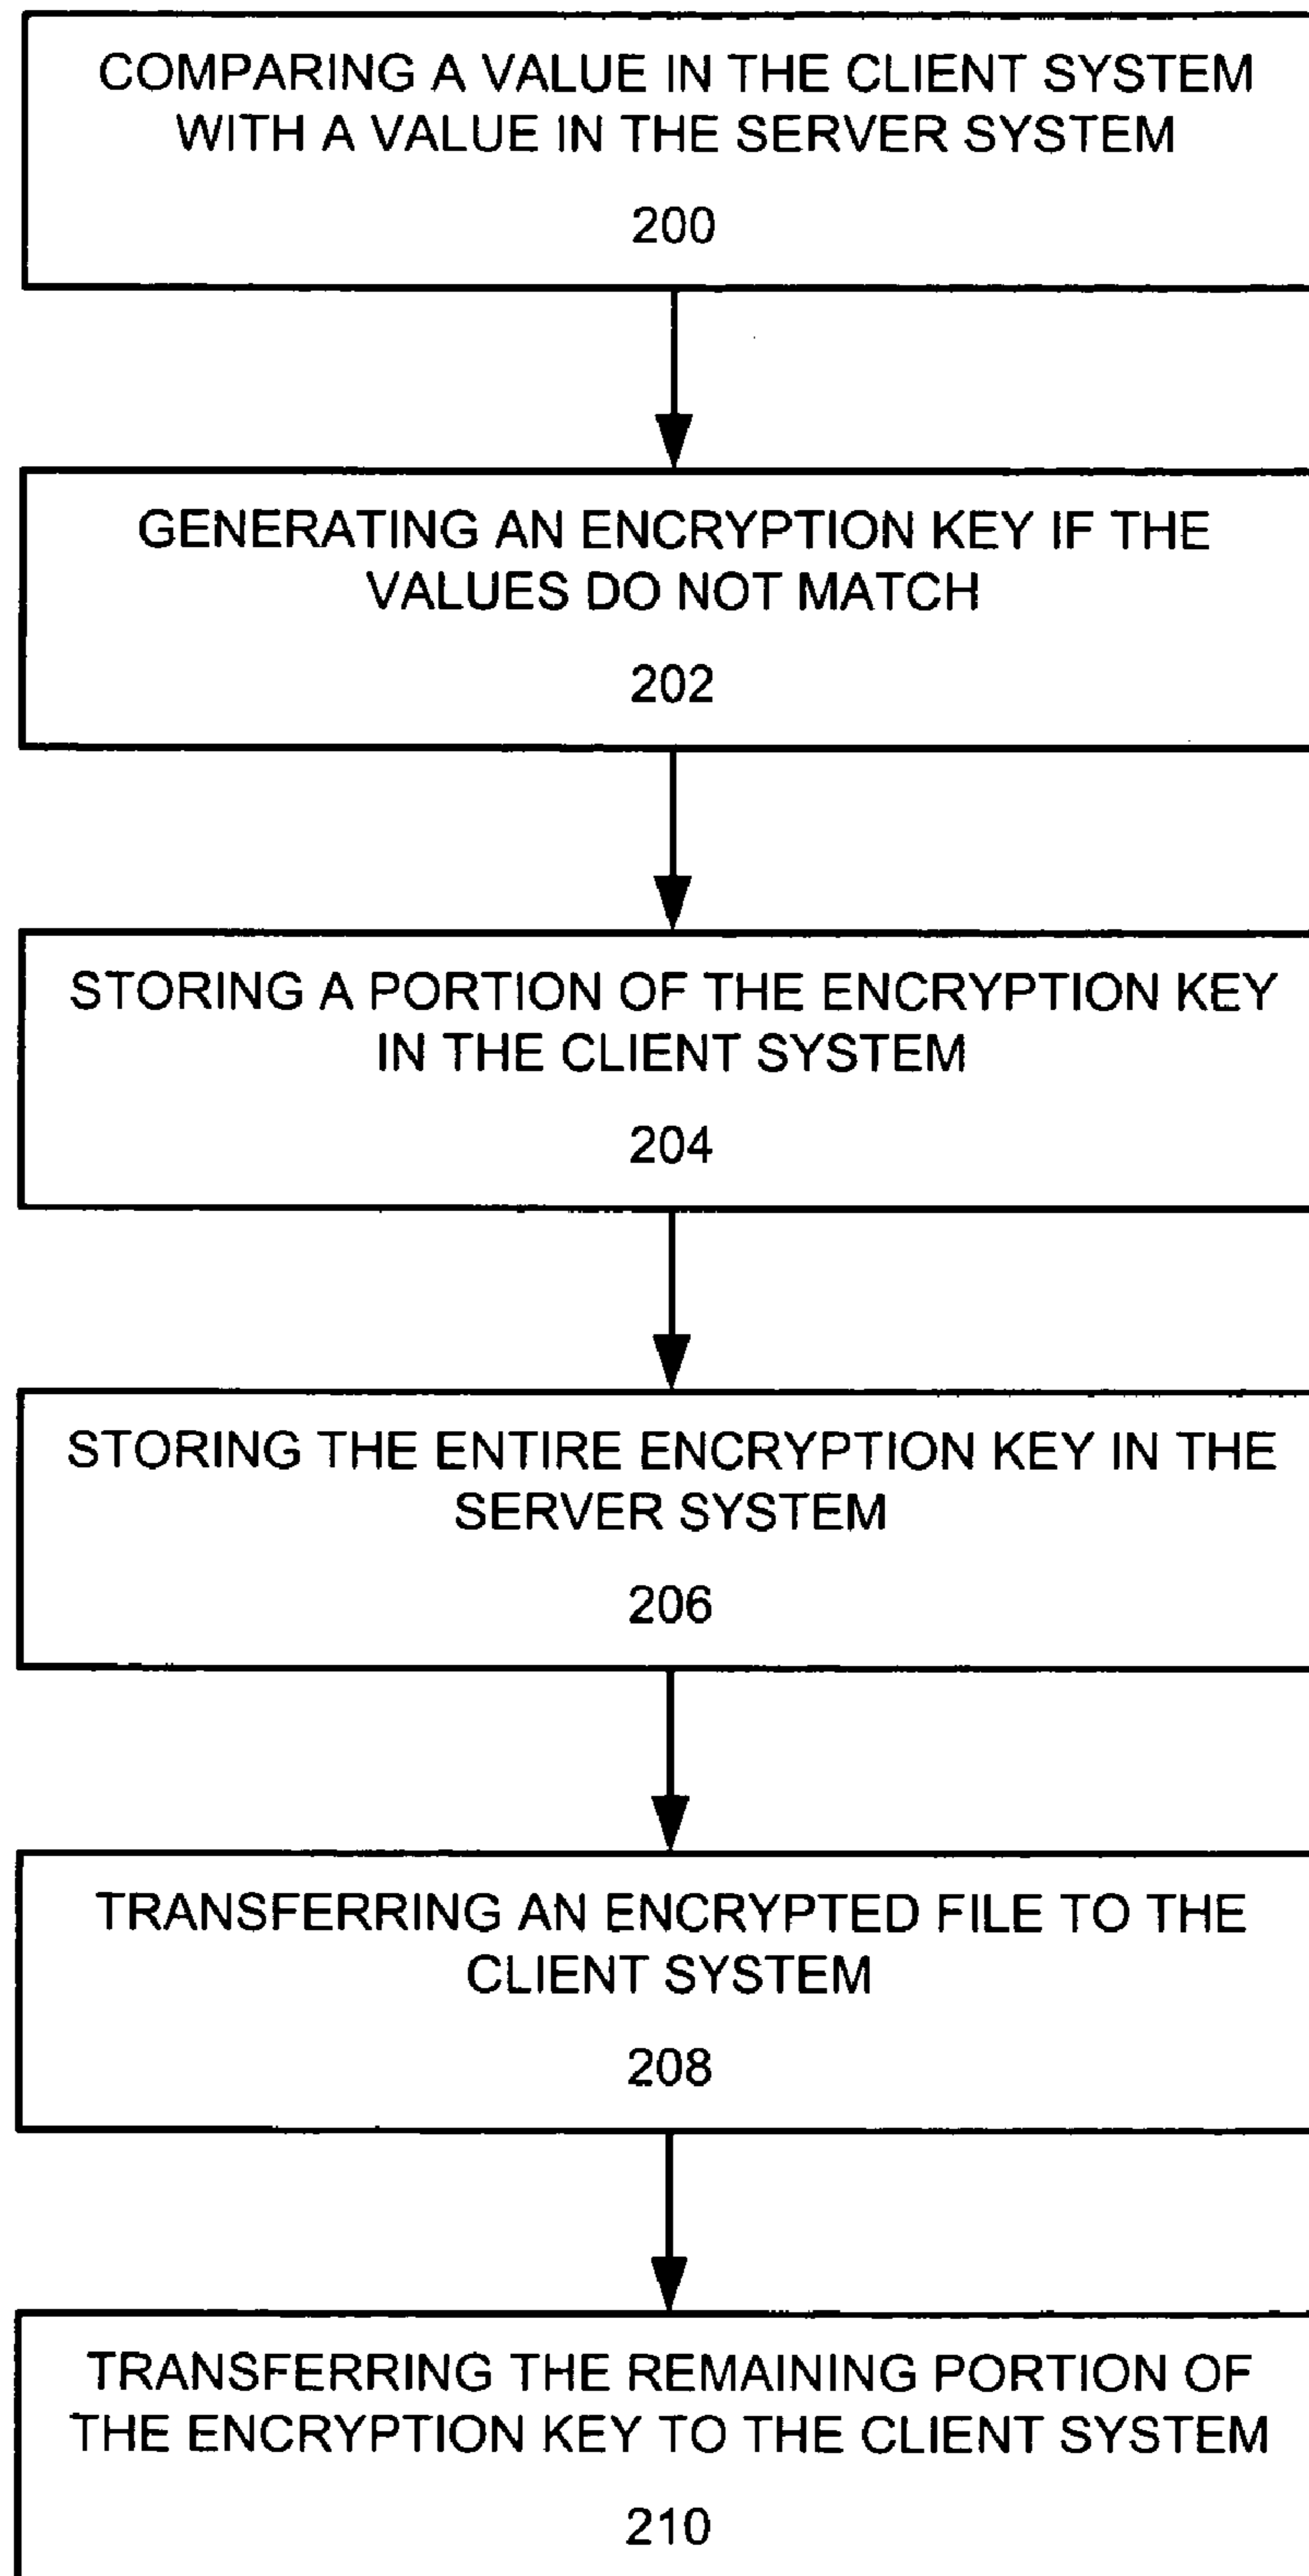 COMPARING A VALUE IN THE CLIENT SYSTEM
WITH A VALUE IN THE SERVER SYSTEM
200
GENERATING AN ENCRYPTION KEY IF THE
VALUES DO NOT MATCH
202
STORING A PORTION OF THE ENCRYPTION KEY
IN THE CLIENT SYSTEM
204
STORING THE ENTIRE ENCRYPTION KEY IN THE
SERVER SYSTEM
206
TRANSFERRING AN ENCRYPTED FILE TO THE
CLIENT SYSTEM
208
TRANSFERRING THE REMAINING PORTION OF
THE ENCRYPTION KEY TO THE CLIENT SYSTEM
210